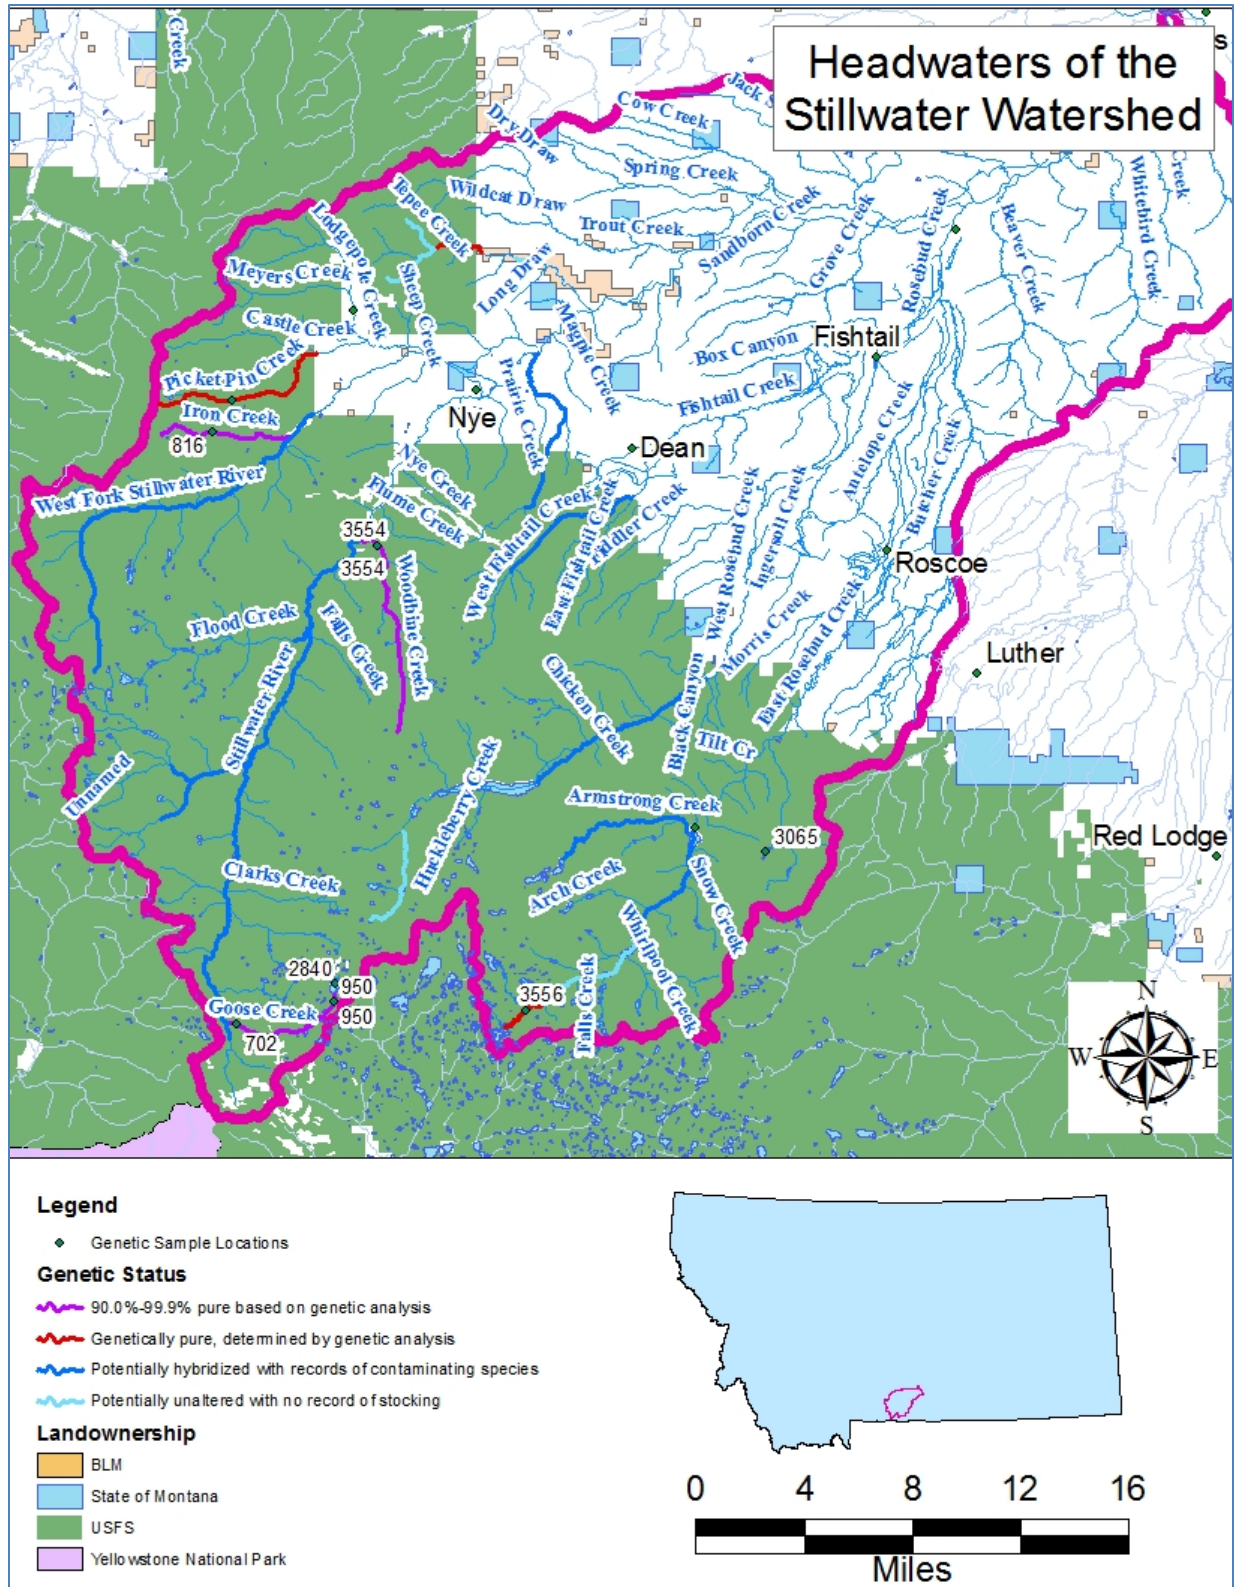 Creek
s
Headwaters of the
Stillwater Watershed
Jack S
Cow Creek
Dry Draw
Spring Creek
Creek
Whitebird Creek
Wildcat Draw
Tepee Creek
Trout Creek
Sandborn Creek
Grove Creek
Rosebud Creek
Beaver Creek
Lodgepole Creek
Meyers Creek
Sheep Creek
Long Draw
Magpie Creek
Castle Creek
Fishtail
Box Canyon
Picket Pin Creek
Prairie Creek
Fishtail Creek
Iron Creek
Nye
816
Dean
Antelope Creek
Butcher Creek
Nye Creek
West Fork Stillwater River
Flume Creek
West Fishtail Creek
East Fishtail Creek
Fiddler Creek
West Rosebud Creek
Ingersoll Creek
3554
3554
Roscoe
Woodbine Creek
Flood Creek
Falls Creek
Morris Creek
East Rosebud Creek
Luther
Stillwater River
Chicken Creek
Black Canyon
Tilt Cr
Unnamed
Huckleberry Creek
Armstrong Creek
3065
Red Lodge
Clarks Creek
Arch Creek
Snow Creek
Whirlpool Creek
2840
950
3556
Falls Creek
Goose Creek
950
702
N
W
E
S
Legend
Genetic Sample Locations
Genetic Status
90.0%-99.9% pure based on genetic analysis
Genetically pure, determined by genetic analysis
Potentially hybridized with records of contaminating species
Potentially unaltered with no record of stocking
Landownership
BLM
State of Montana
USFS
Yellowstone National Park
0 4 8 12 16
Miles